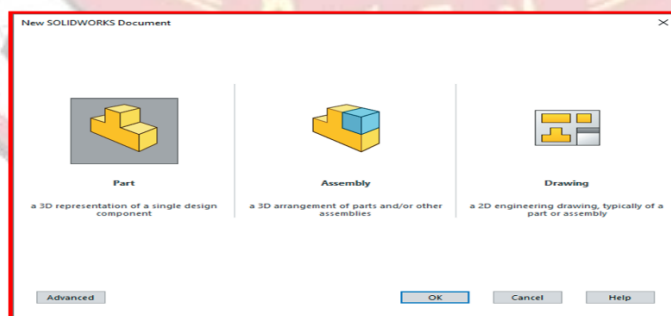 New SOLIDWORKS Document
Part
a 3D representation of a single design
component
Assembly
a 3D arrangement of parts and/or other
assemblies
Drawing
a 2D engineering drawing, typically of a
part or assembly
Advanced
OK
Cancel
Help